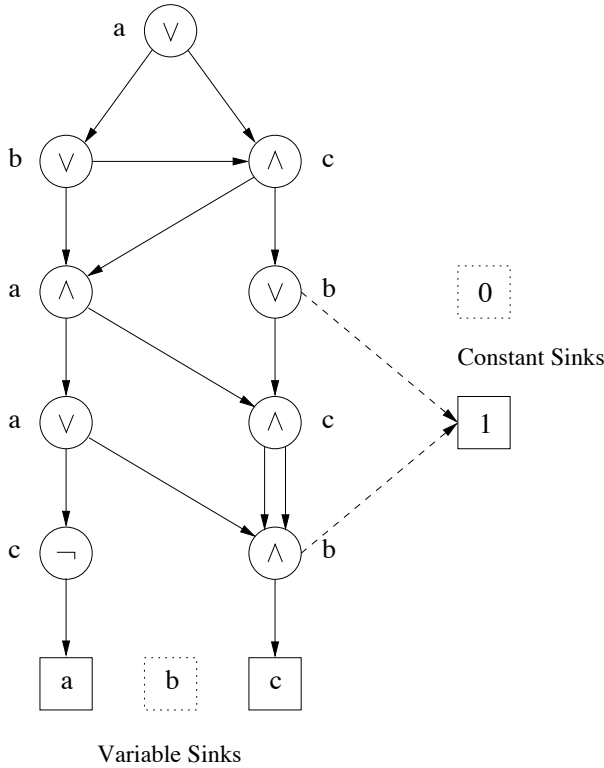 a ∨
b ∨ ∧ c
a ∧ ∨ b 0
Constant Sinks
a ∨ ∧ c 1
c ¬ ∧ b
a b c
Variable Sinks